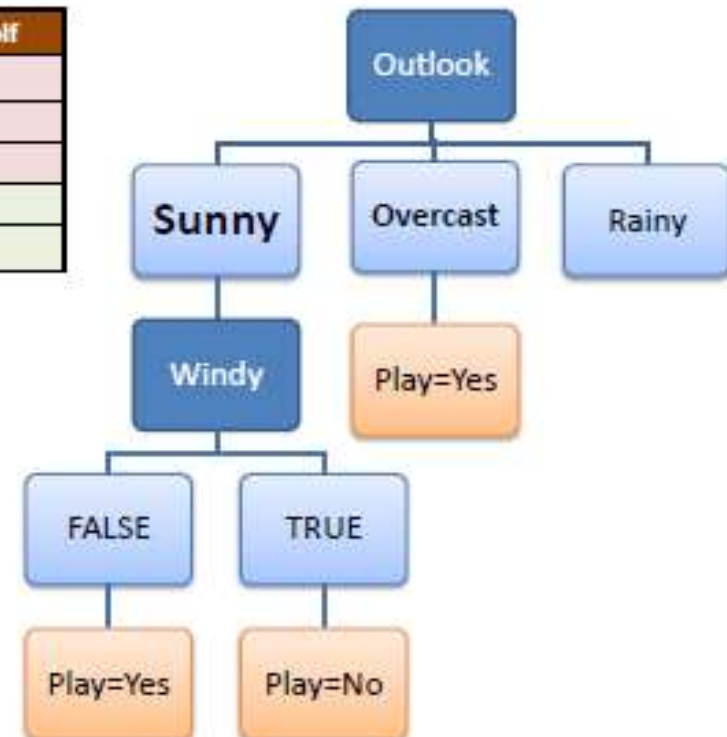 Outlook
Sunny
Overcast
Rainy
Windy
Play=Yes
FALSE
TRUE
Play=Yes
Play=No